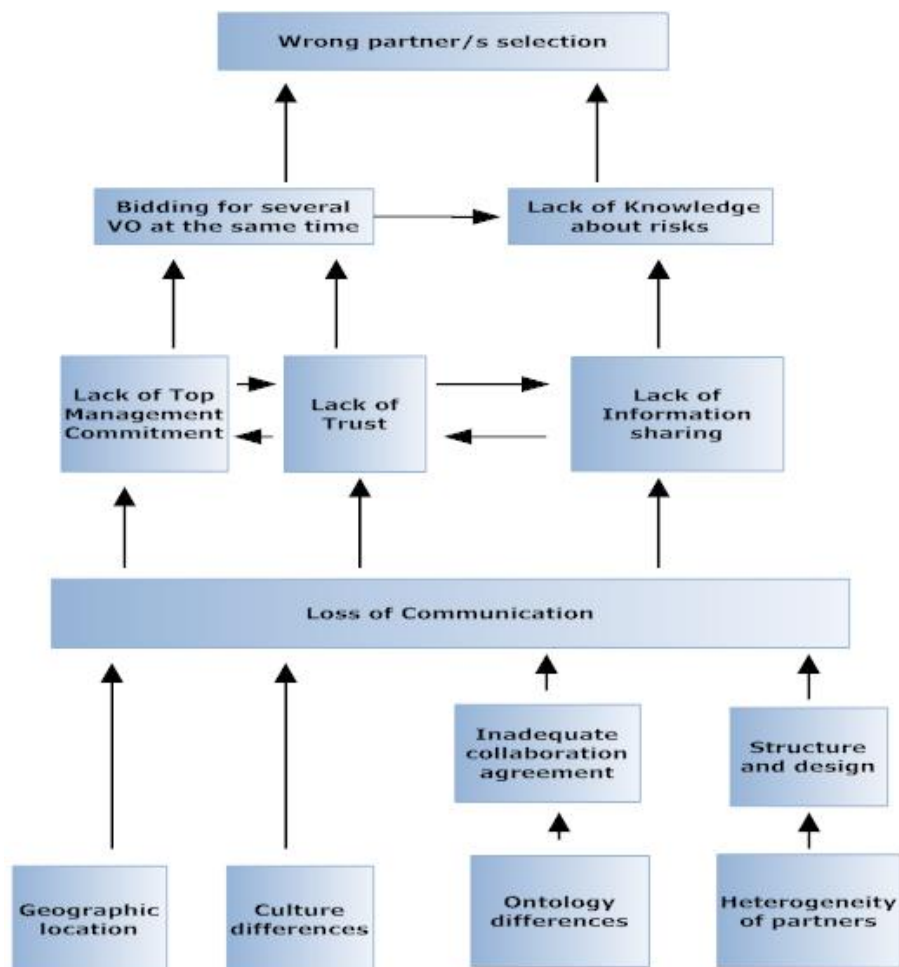 Wrong partner/s selection
Bidding for several
VO at the same time
Lack of Knowledge
about risks
Lack of Top
Management
Commitment
Lack of
Trust
Lack of
Information
sharing
Loss of Communication
Inadequate
collaboration
agreement
Structure
and design
Geographic
location
Culture
differences
Ontology
differences
Heterogeneity
of partners